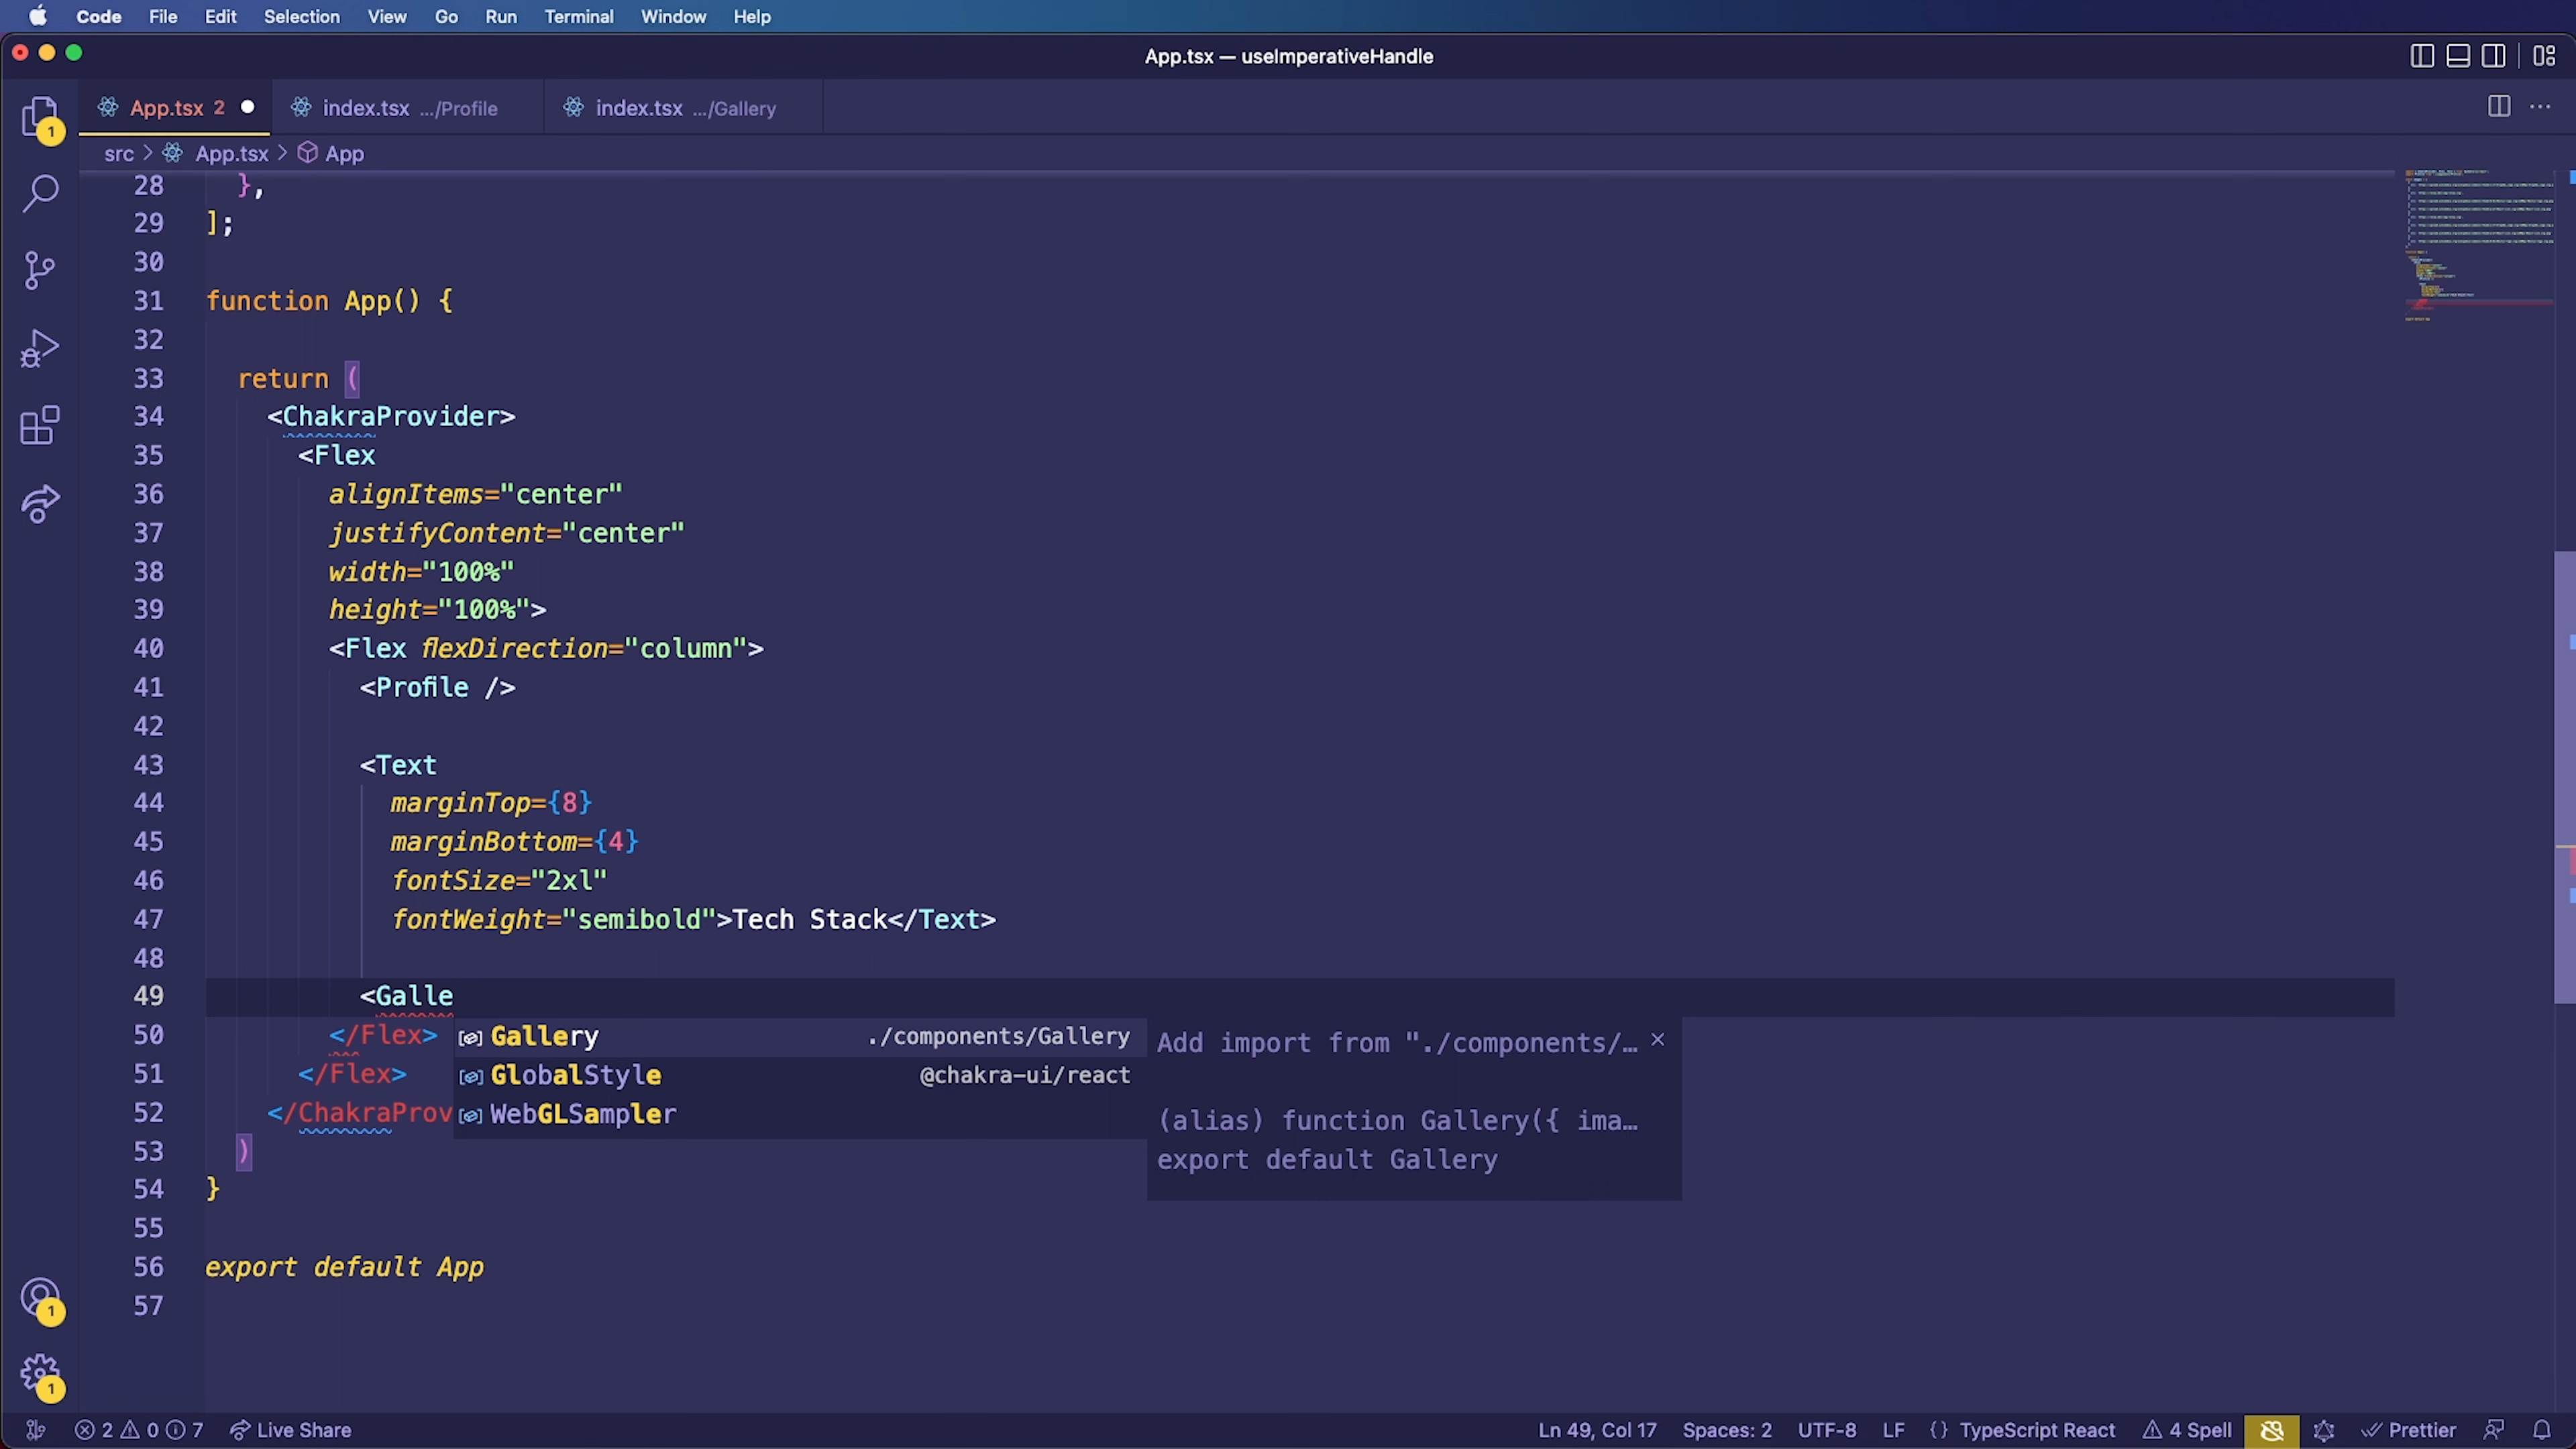 Code File Edit Selection View Go Run Terminal Window Help
App.tsx — useImperativeHandle
App.tsx 2 index.tsx .../Profile index.tsx .../Gallery
1
src > App.tsx > App
28 },
29 ];
30
31 function App() {
32
33 return (
34 <ChakraProvider>
35 <Flex
36 alignItems="center"
37 justifyContent="center"
38 width="100%"
39 height="100%">
40 <Flex flexDirection="column">
41 <Profile />
42
43 <Text
44 marginTop={8}
45 marginBottom={4}
46 fontSize="2xl"
47 fontWeight="semibold">Tech Stack</Text>
48
49 <Galle
50 </Flex>
Gallery ./components/Gallery
Add import from "./components/… ×
51 </Flex>
GlobalStyle @chakra-ui/react
52 </ChakraProv
WebGLSampler
(alias) function Gallery({ ima…
53 )
export default Gallery
54 }
55
56 export default App
57
1
1
2 0 7 Live Share Ln 49, Col 17 Spaces: 2 UTF-8 LF {} TypeScript React 4 Spell Prettier